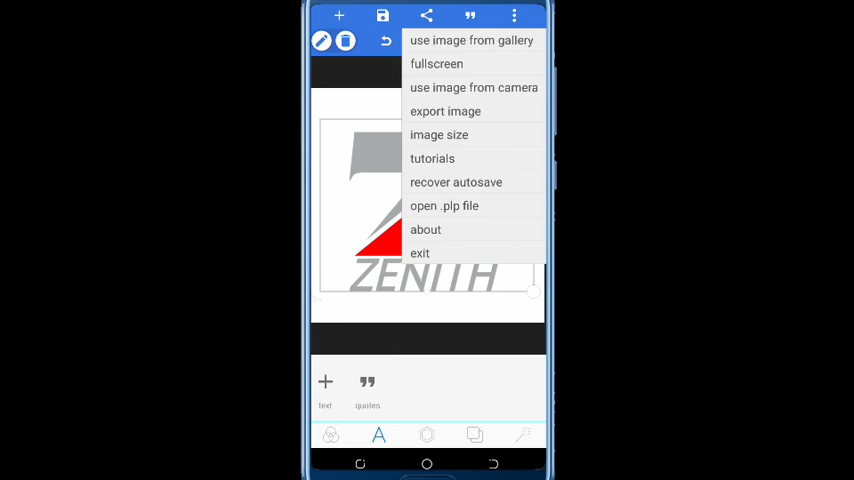 use image from gallery
fullscreen
use image from camera
export image
image size
tutorials
recover autosave
open .plp file
about
exit
ZENITH
text
quotes